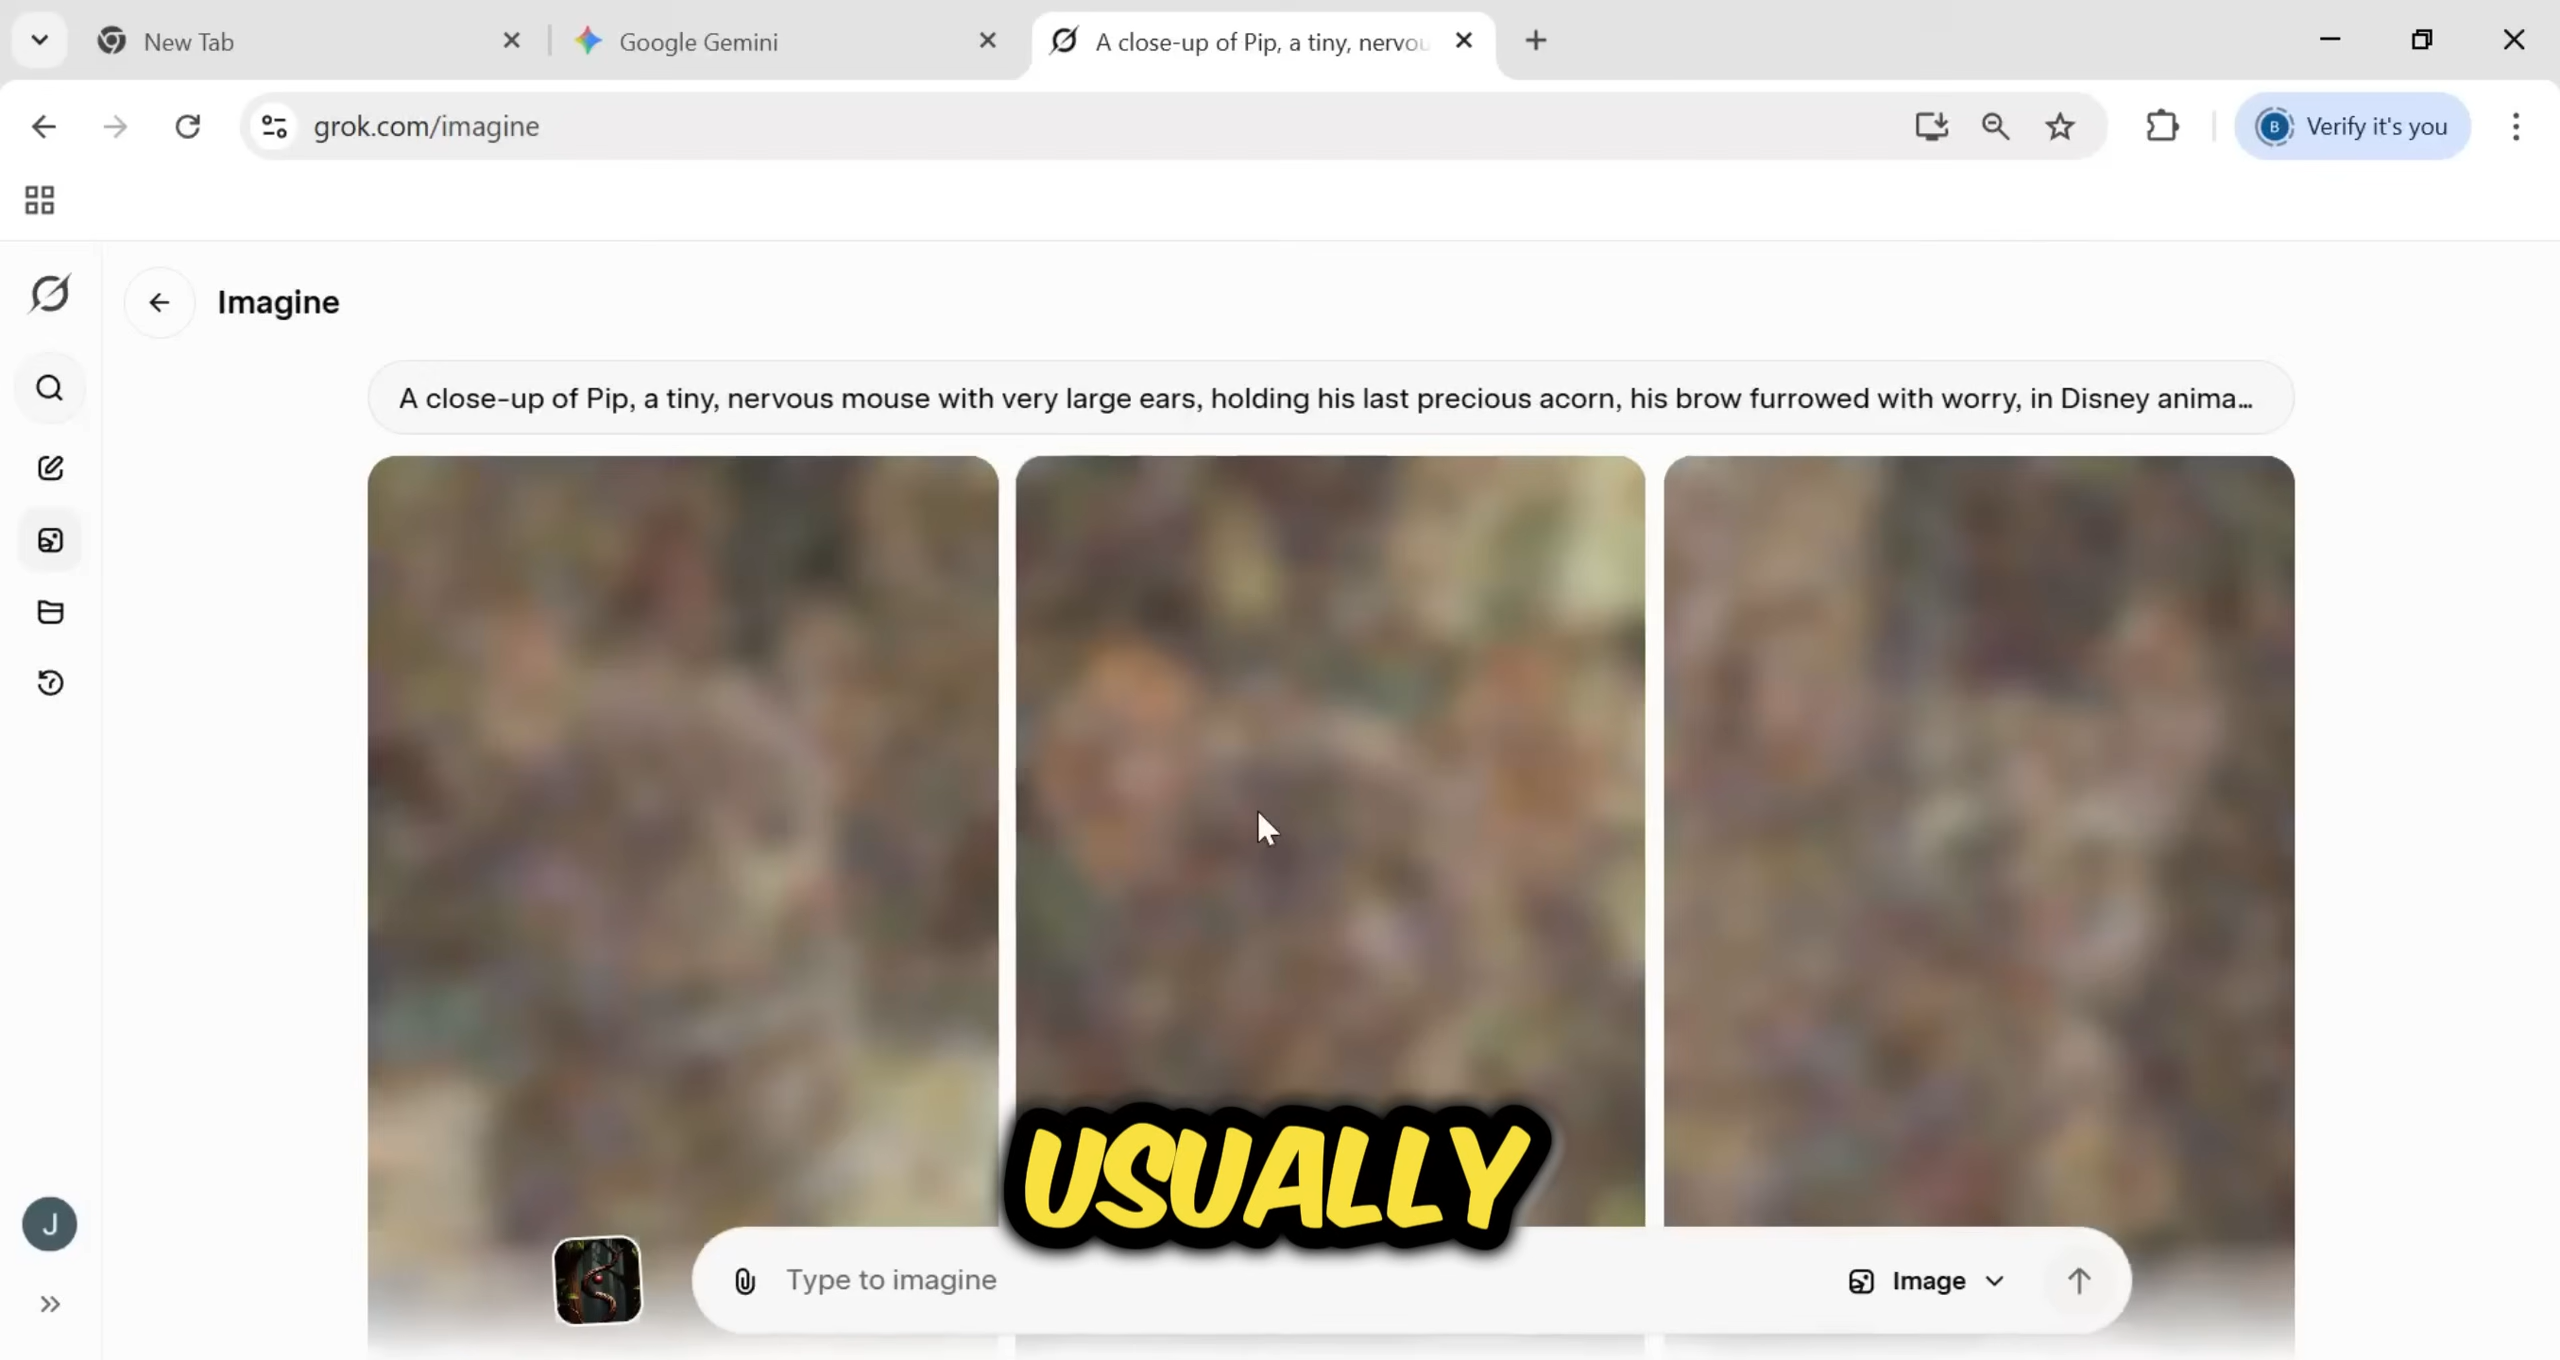 New Tab
Google Gemini
A close-up of Pip, a tiny, nervou
grok.com/imagine
B
Verify it's you
Imagine
A close-up of Pip, a tiny, nervous mouse with very large ears, holding his last precious acorn, his brow furrowed with worry, in Disney anima...
USUALLY
J
Type to imagine
Image